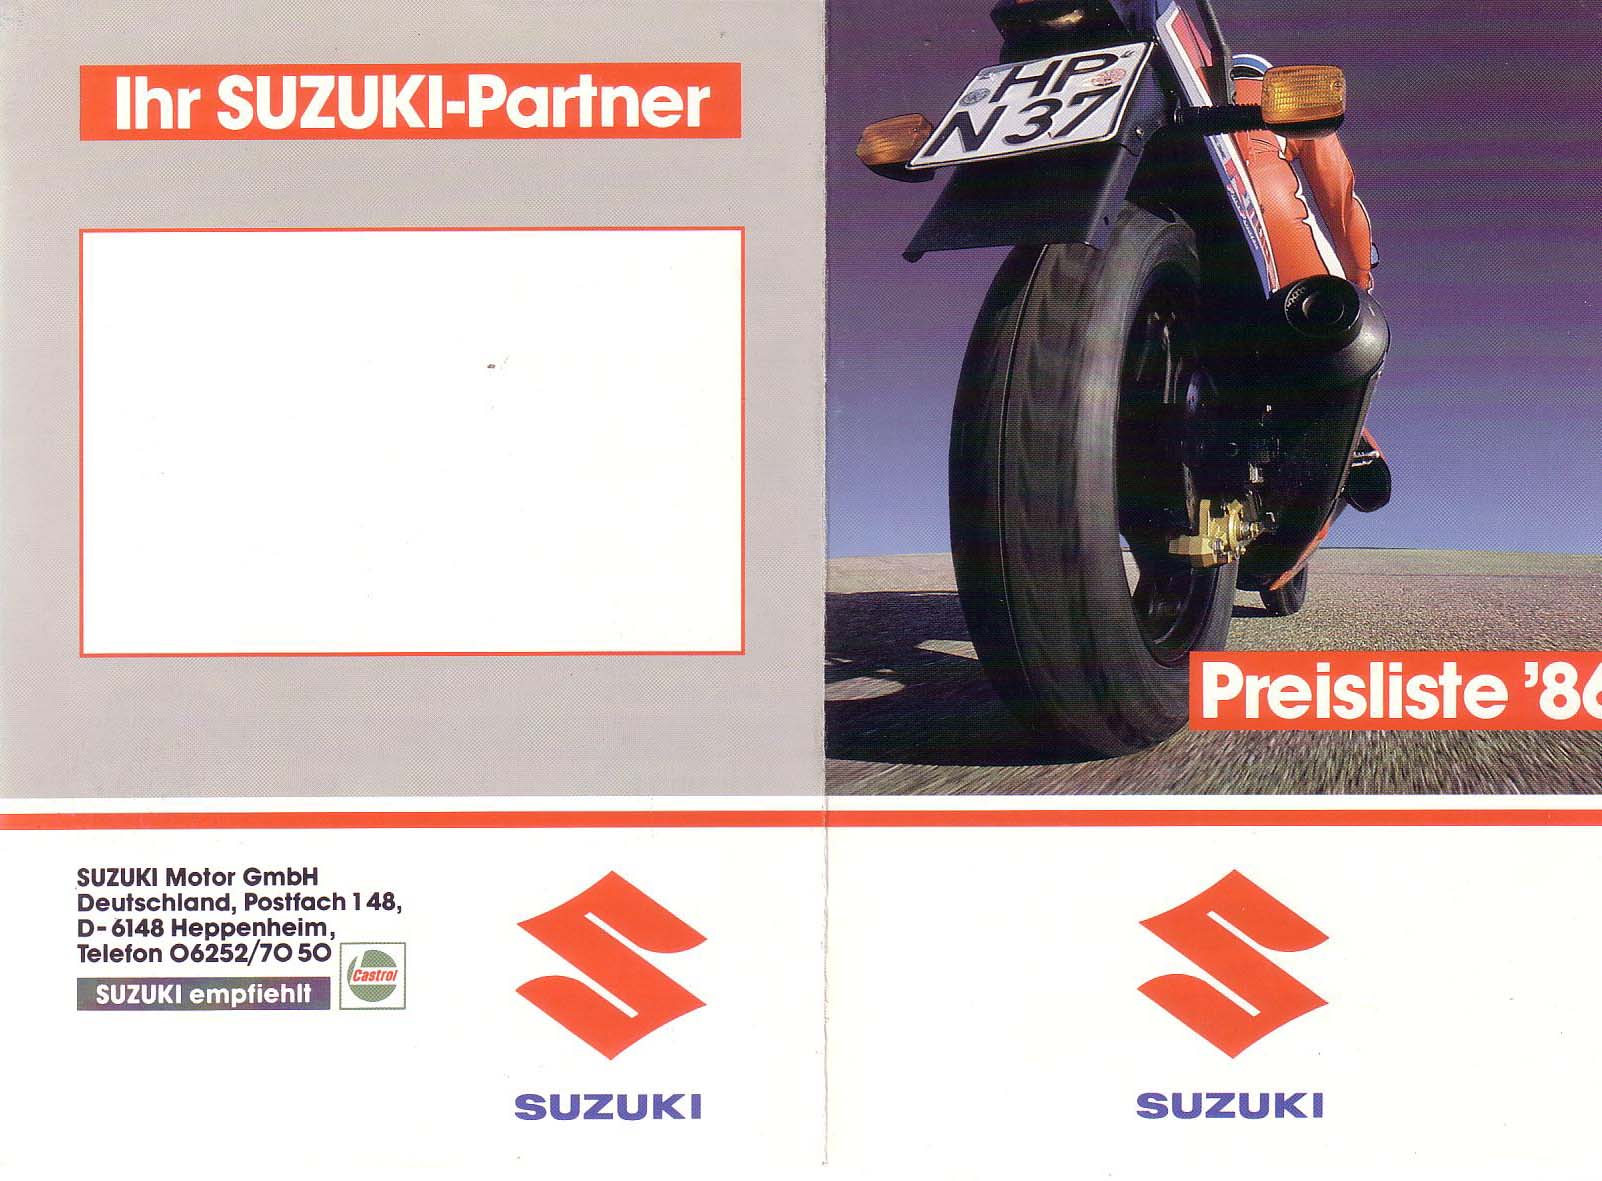 Ihr SUZUKI-Partner
SUZUKI Motor GmbH
Deutschland, Postfach 148,
D-6148 Heppenheim,
Telefon 06252/70 50
SUZUKI empfiehlt
Castrol
SUZUKI
HP
N 37
Preisliste '86
SUZUKI